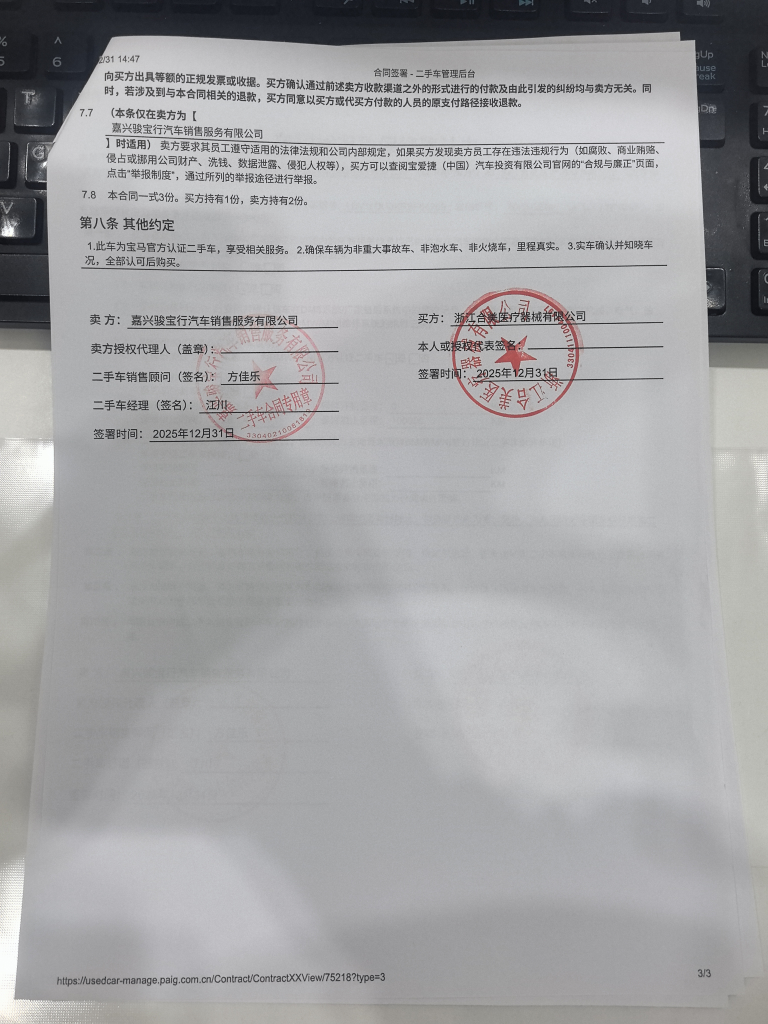 2/31 14:47
合同签署 - 二手车管理后台
向买方出具等额的正规发票或收据。买方确认通过前述卖方收款渠道之外的形式进行的付款及由此引发的纠纷均与卖方无关。同
时，若涉及到与本合同相关的退款，买方同意以买方或代买方付款的人员的原支付路径接收退款。
7.7 （本条仅在卖方为【
嘉兴骏宝行汽车销售服务有限公司
】时适用） 卖方要求其员工遵守适用的法律法规和公司内部规定，如果买方发现卖方员工存在违法违规行为（如腐败、商业贿赂、
侵占或挪用公司财产、洗钱、数据泄露、侵犯人权等），买方可以查阅宝爱捷（中国）汽车投资有限公司官网的“合规与廉正”页面，
点击“举报制度”，通过所列的举报途径进行举报。
7.8 本合同一式3份。买方持有1份，卖方持有2份。
第八条 其他约定
1.此车为宝马官方认证二手车，享受相关服务。 2.确保车辆为非重大事故车、非泡水车、非火烧车，里程真实。 3.实车确认并知晓车
况，全部认可后购买。
卖 方： 嘉兴骏宝行汽车销售服务有限公司
卖方授权代理人（盖章）：
二手车销售顾问（签名）： 方佳乐
二手车经理（签名）： 江川
签署时间： 2025年12月31日
二手车合同专用章
买方： 浙江合美医疗器械有限公司
本人或授权代表签名：
签署时间： 2025年12月31日
浙江合美医疗器械有限公司
https://usedcar-manage.paig.com.cn/Contract/ContractXXView/75218?type=3
3/3